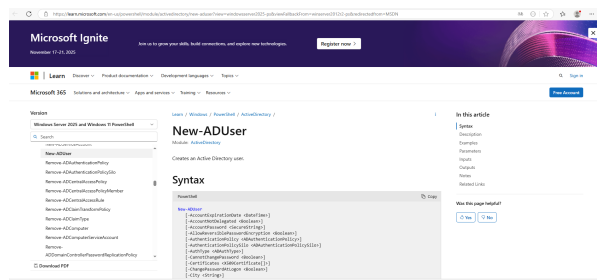 https://learn.microsoft.com/en-us/powershell/module/activedirectory/new-aduser?view=windowsserver2025-ps&viewFallbackFrom=winserver2012r2-ps&redirectedfrom=MSDN
Microsoft Ignite
November 17–21, 2025
Join us to grow your skills, build connections, and explore new technologies.
Register now >
Learn Discover Product documentation Development languages Topics
Sign in
Microsoft 365 Solutions and architecture Apps and services Training Resources
Free Account
Version
Windows Server 2025 and Windows 11 PowerShell
Search
New-ADUser
Remove-ADAuthenticationPolicy
Remove-ADAuthenticationPolicySilo
Remove-ADCentralAccessPolicy
Remove-ADCentralAccessPolicyMember
Remove-ADCentralAccessRule
Remove-ADClaimTransformPolicy
Remove-ADClaimType
Remove-ADComputer
Remove-ADComputerServiceAccount
Remove-
ADDomainControllerPasswordReplicationPolicy
Download PDF
Learn / Windows / PowerShell / ActiveDirectory /
New-ADUser
Module: ActiveDirectory
Creates an Active Directory user.
Syntax
PowerShell
Copy
New-ADUser
[-AccountExpirationDate <DateTime>]
[-AccountNotDelegated <Boolean>]
[-AccountPassword <SecureString>]
[-AllowReversiblePasswordEncryption <Boolean>]
[-AuthenticationPolicy <ADAuthenticationPolicy>]
[-AuthenticationPolicySilo <ADAuthenticationPolicySilo>]
[-AuthType <ADAuthType>]
[-CannotChangePassword <Boolean>]
[-Certificates <X509Certificate[]>]
[-ChangePasswordAtLogon <Boolean>]
[-City <String>]
In this article
Syntax
Description
Examples
Parameters
Inputs
Outputs
Notes
Related Links
Was this page helpful?
Yes No